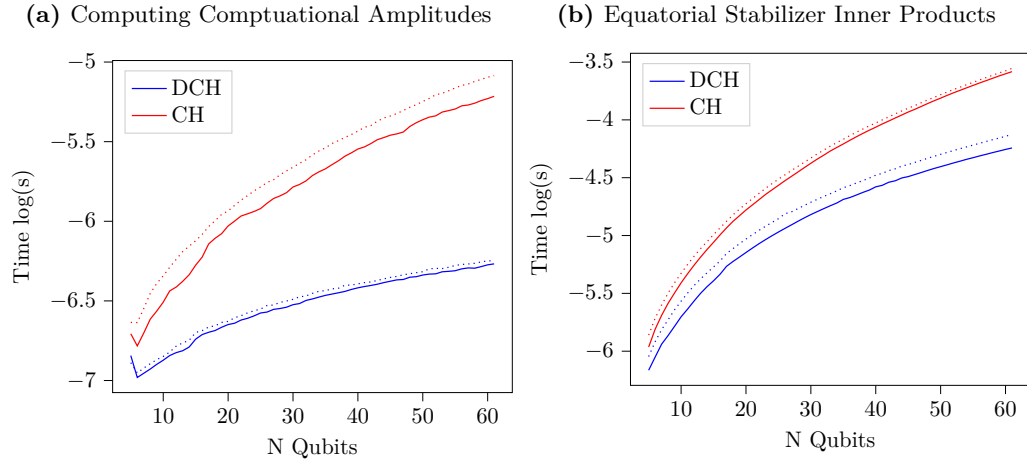 (a) Computing Comptuational Amplitudes
−5
−5.5
−6
−6.5
−7
Time log(s)
DCH
CH
10 20 30 40 50 60
N Qubits
(b) Equatorial Stabilizer Inner Products
−3.5
−4
−4.5
−5
−5.5
−6
Time log(s)
DCH
CH
10 20 30 40 50 60
N Qubits